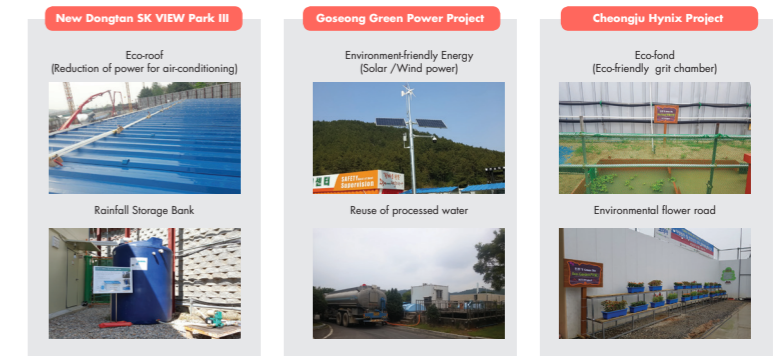 New Dongtan SK VIEW Park III
Eco-roof
(Reduction of power for air-conditioning)
Rainfall Storage Bank
Goseong Green Power Project
Environment-friendly Energy
(Solar /Wind power)
SAFETY
Supervision
Reuse of processed water
Cheongju Hynix Project
Eco-fond
(Eco-friendly grit chamber)
Environmental flower road